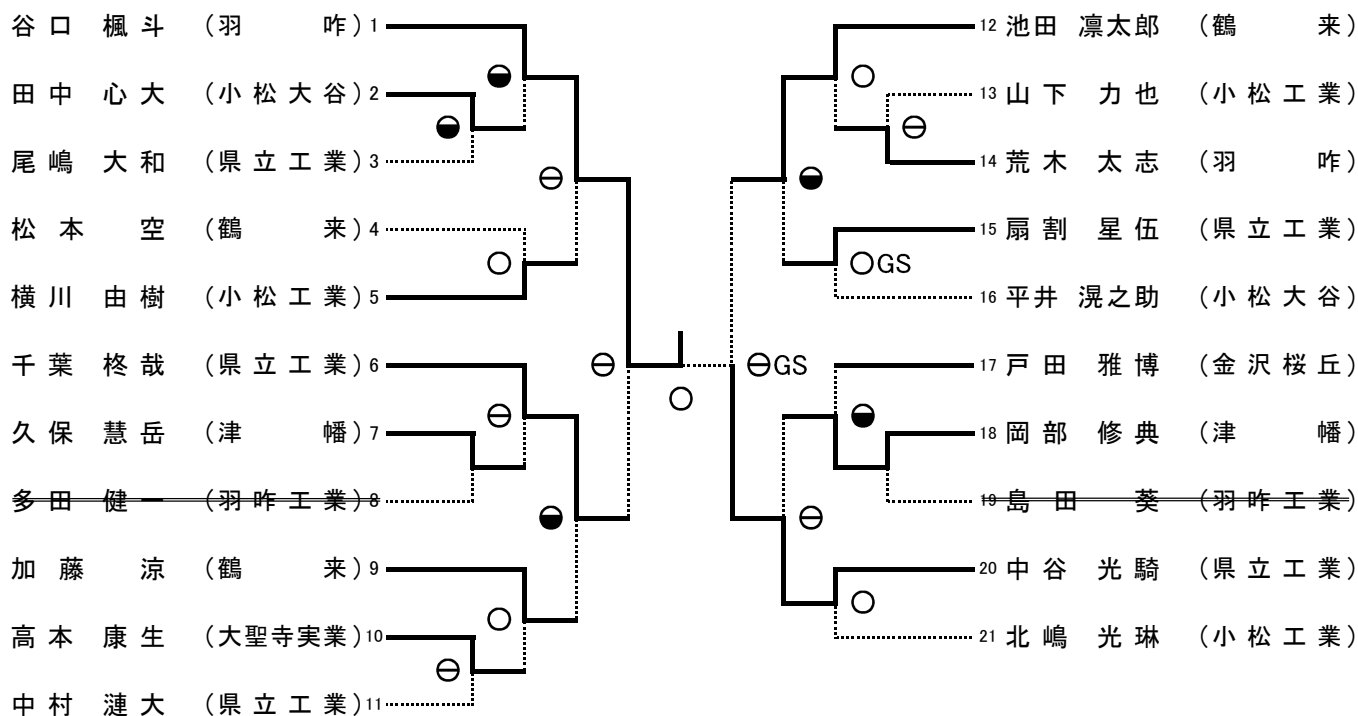 谷口 楓斗 (羽 咋) 1
田中 心大 (小松大谷) 2
尾嶋 大和 (県立工業) 3
松本 空 (鶴 来) 4
横川 由樹 (小松工業) 5
千葉 柊哉 (県立工業) 6
久保 慧岳 (津 幡) 7
多田 健一 (羽咋工業) 8
加藤 涼 (鶴 来) 9
高本 康生 (大聖寺実業) 10
中村 漣大 (県立工業) 11
GS
GS
12 池田 凛太郎 (鶴 来)
13 山下 力也 (小松工業)
14 荒木 太志 (羽 咋)
15 扇割 星伍 (県立工業)
16 平井 滉之助 (小松大谷)
17 戸田 雅博 (金沢桜丘)
18 岡部 修典 (津 幡)
19 島田 葵 (羽咋工業)
20 中谷 光騎 (県立工業)
21 北嶋 光琳 (小松工業)